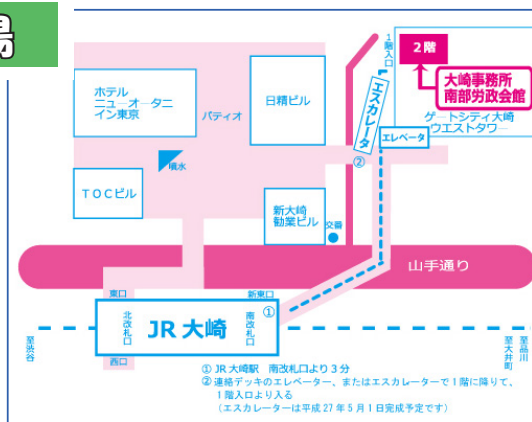 場
ホテル
ニューオータニ
イン東京
パティオ
日精ビル
1階入口
2階
大崎事務所
南部労政会館
ゲートシティ大崎
ウエストタワー
エスカレータ
エレベータ
②
噴水
TOCビル
新大崎
勧業ビル
交番
山手通り
東口
新東口
北改札口
JR 大崎
南改札口
①
西口
至渋谷
至大井町
至品川
① JR 大崎駅 南改札口より3分
② 連絡デッキのエレベーター、またはエスカレーターで1階に降りて、
1階入口より入る
(エスカレーターは平成 27 年 5 月 1 日完成予定です)